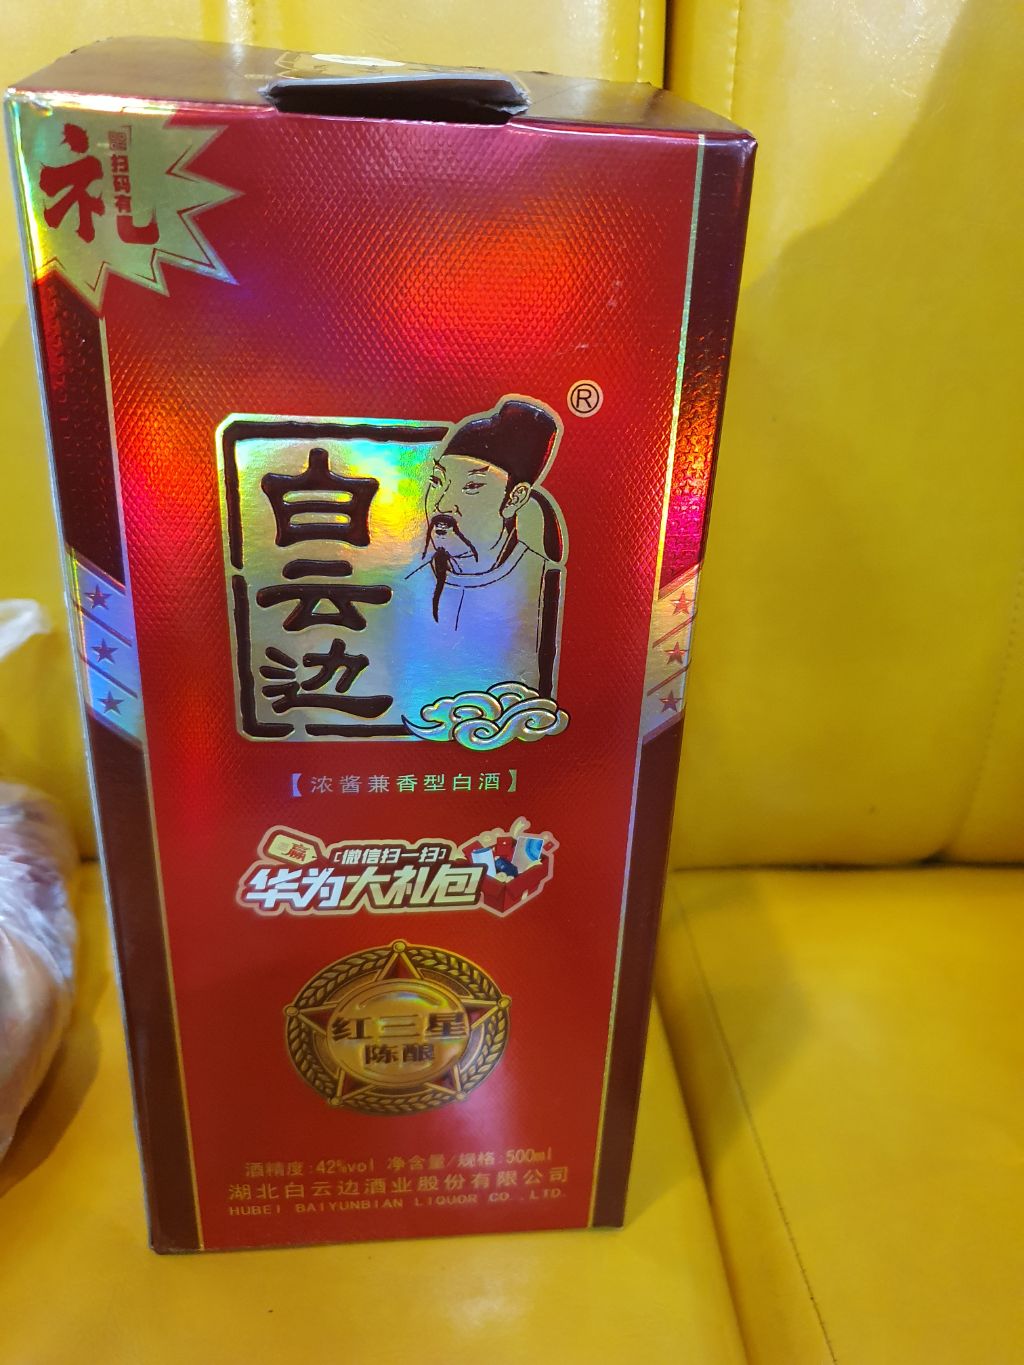 扫码有
礼
®
白云边
【浓酱兼香型白酒】
赢
[微信扫一扫]
华为大礼包
红三星
陈酿
酒精度:42%vol 净含量/规格:500ml
湖北白云边酒业股份有限公司
HUBEI BAIYUNBIAN LIQUOR CO.,LTD.